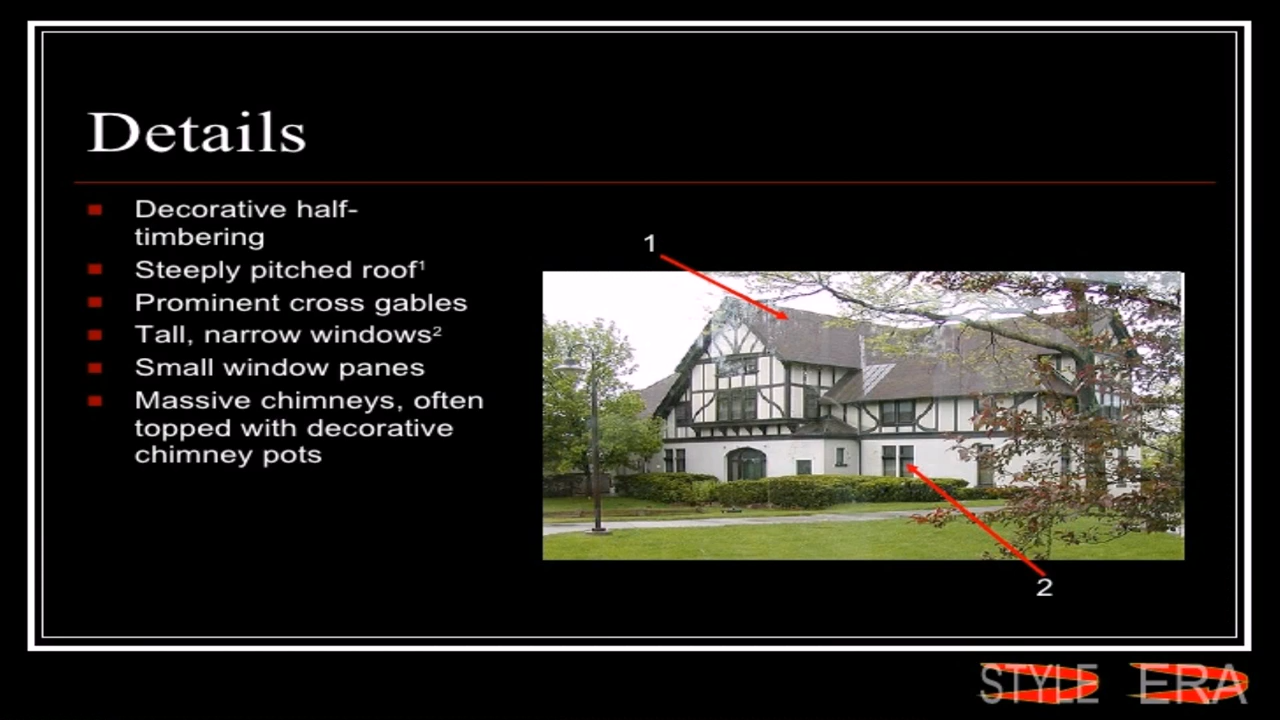 Details
Decorative half-
timbering
Steeply pitched roof¹
Prominent cross gables
Tall, narrow windows²
Small window panes
Massive chimneys, often
topped with decorative
chimney pots
1
2
STYLE ERA